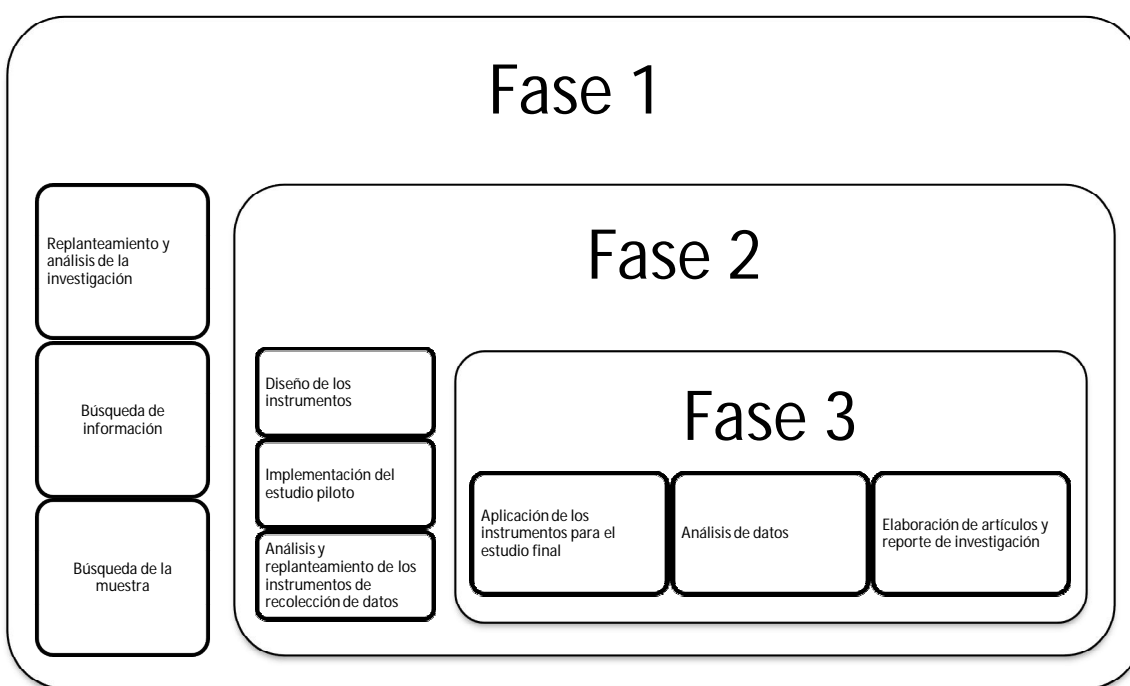 Fase 1
Replanteamiento y
análisis de la
investigación
Búsqueda de
información
Búsqueda de la
muestra
Fase 2
Diseño de los
instrumentos
Implementación del
estudio piloto
Análisis y
replanteamiento de los
instrumentos de
recolección de datos
Fase 3
Aplicación de los
instrumentos para el
estudio final
Análisis de datos
Elaboración de artículos y
reporte de investigación